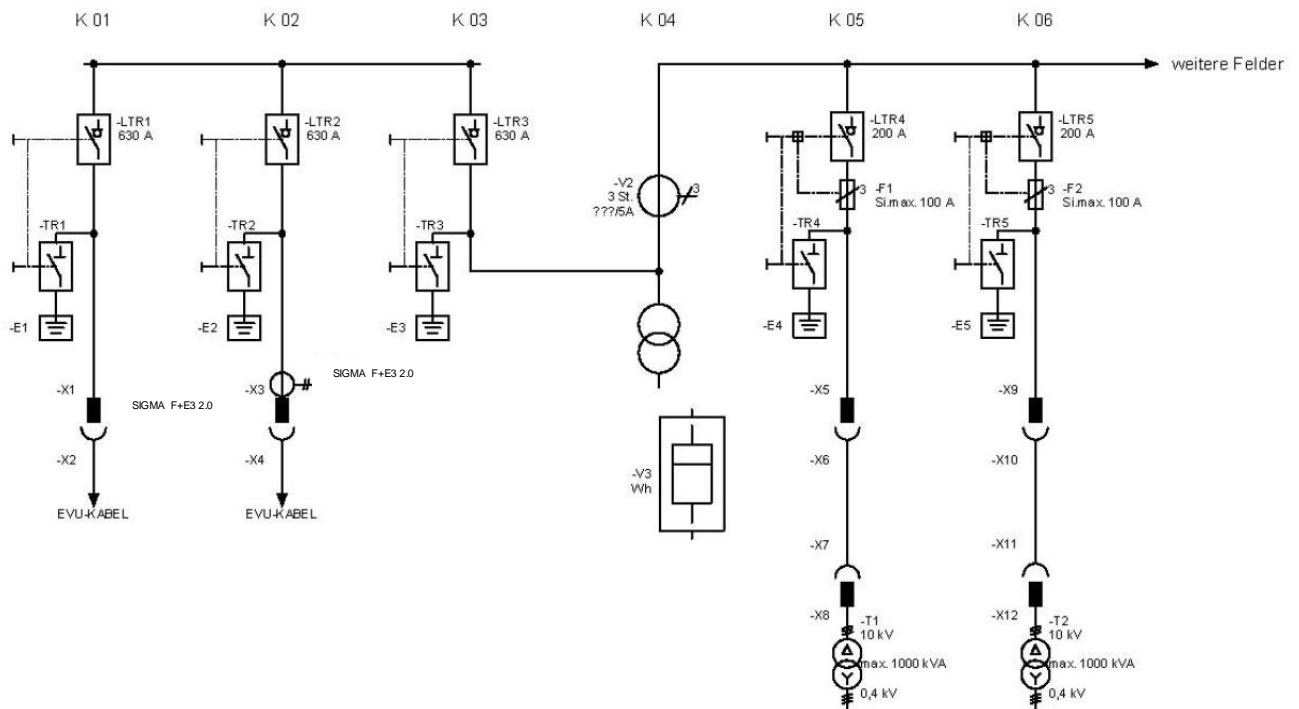 K 01
K 02
K 03
K 04
K 05
K 06
weitere Felder
-LTR1
630 A
-LTR2
630 A
-LTR3
630 A
-LTR4
200 A
-LTR5
200 A
-V2
3 St.
???/5A
3
3
-F1
Si.max. 100 A
3
-F2
Si.max. 100 A
-TR1
-TR2
-TR3
-TR4
-TR5
-E1
-E2
-E3
-E4
-E5
-X1
SIGMA F+E3 2.0
-X3
SIGMA F+E3 2.0
-X5
-X9
-X2
-X4
-V3
Wh
-X6
-X10
EVU-KABEL
EVU-KABEL
-X7
-X11
-X8
-T1
10 kV
max. 1000 kVA
0,4 kV
-X12
-T2
10 kV
max. 1000 kVA
0,4 kV